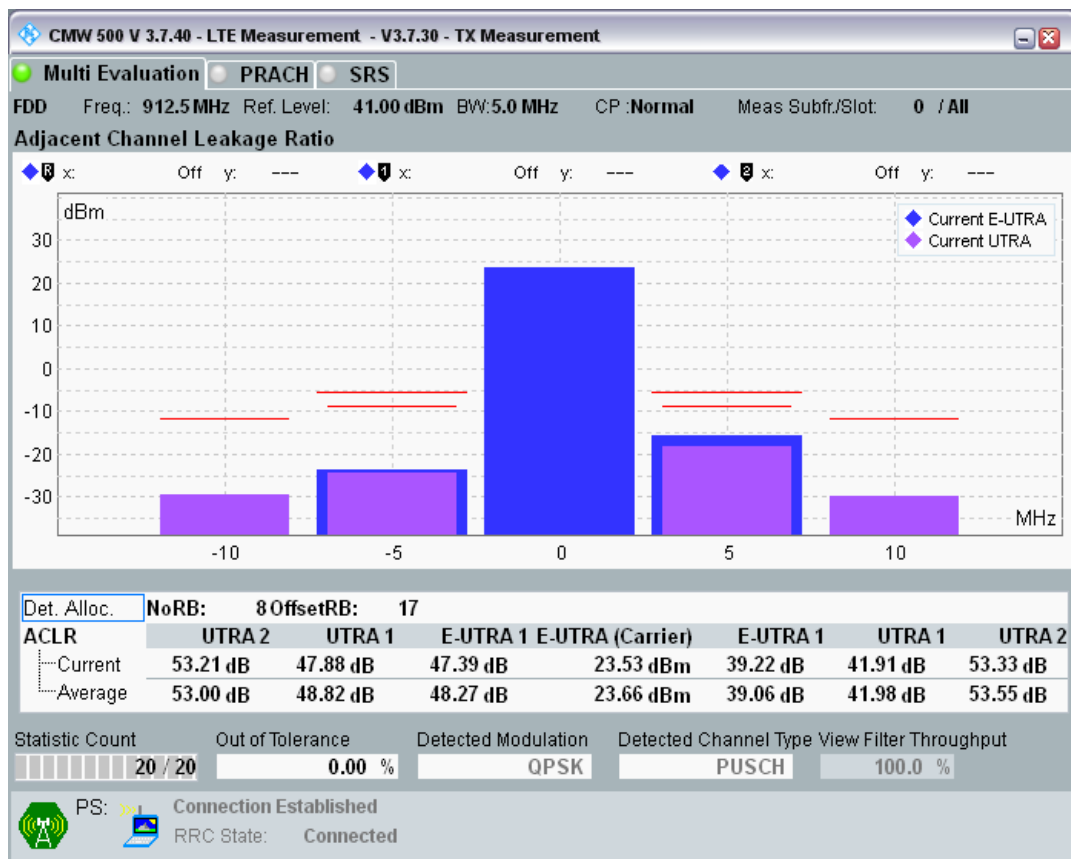 CMW 500 V 3.7.40 - LTE Measurement - V3.7.30 - TX Measurement
Multi Evaluation PRACH SRS
FDD Freq.: 912.5 MHz Ref. Level: 41.00 dBm BW:5.0 MHz CP :Normal Meas Subfr./Slot: 0 / All
Adjacent Channel Leakage Ratio
R x: Off y: --- 1 x: Off y: --- 2 x: Off y: ---
dBm
Current E-UTRA
Current UTRA
30
20
10
0
-10
-20
-30
MHz
-10 -5 0 5 10
Det. Alloc. NoRB: 8 OffsetRB: 17
ACLR UTRA 2 UTRA 1 E-UTRA 1 E-UTRA (Carrier) E-UTRA 1 UTRA 1 UTRA 2
Current 53.21 dB 47.88 dB 47.39 dB 23.53 dBm 39.22 dB 41.91 dB 53.33 dB
Average 53.00 dB 48.82 dB 48.27 dB 23.66 dBm 39.06 dB 41.98 dB 53.55 dB
Statistic Count Out of Tolerance Detected Modulation Detected Channel Type View Filter Throughput
20 / 20 0.00 % QPSK PUSCH 100.0 %
PS: Connection Established
RRC State: Connected